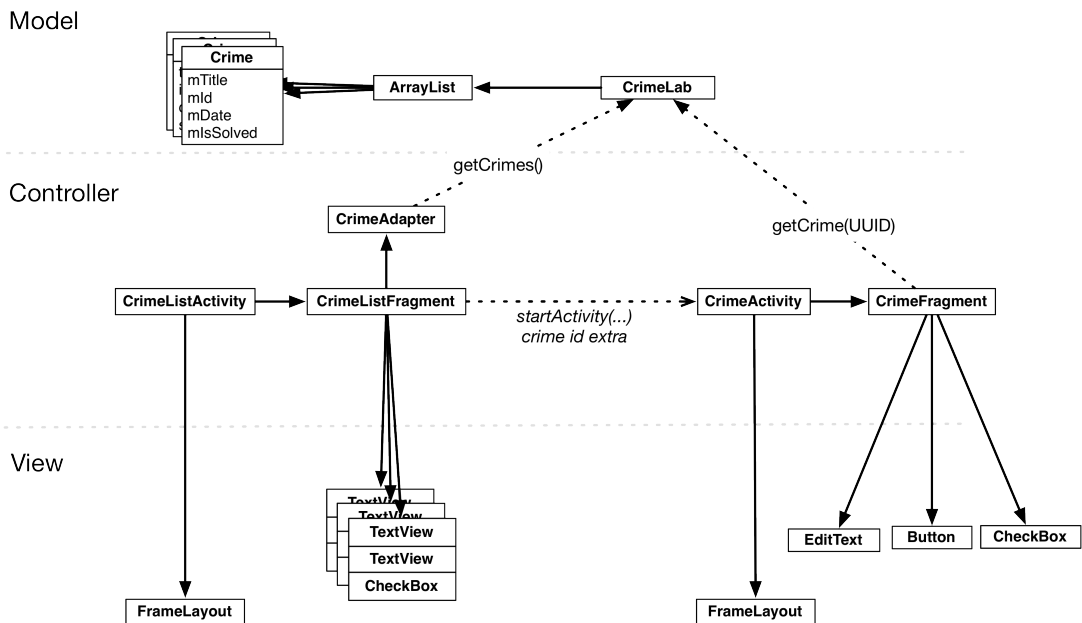 Model
Crime
mTitle
mId
mDate
mIsSolved
ArrayList
CrimeLab
getCrimes()
Controller
CrimeAdapter
getCrime(UUID)
CrimeListActivity
CrimeListFragment
startActivity(...)
crime id extra
CrimeActivity
CrimeFragment
View
TextView
TextView
TextView
TextView
CheckBox
EditText
Button
CheckBox
FrameLayout
FrameLayout